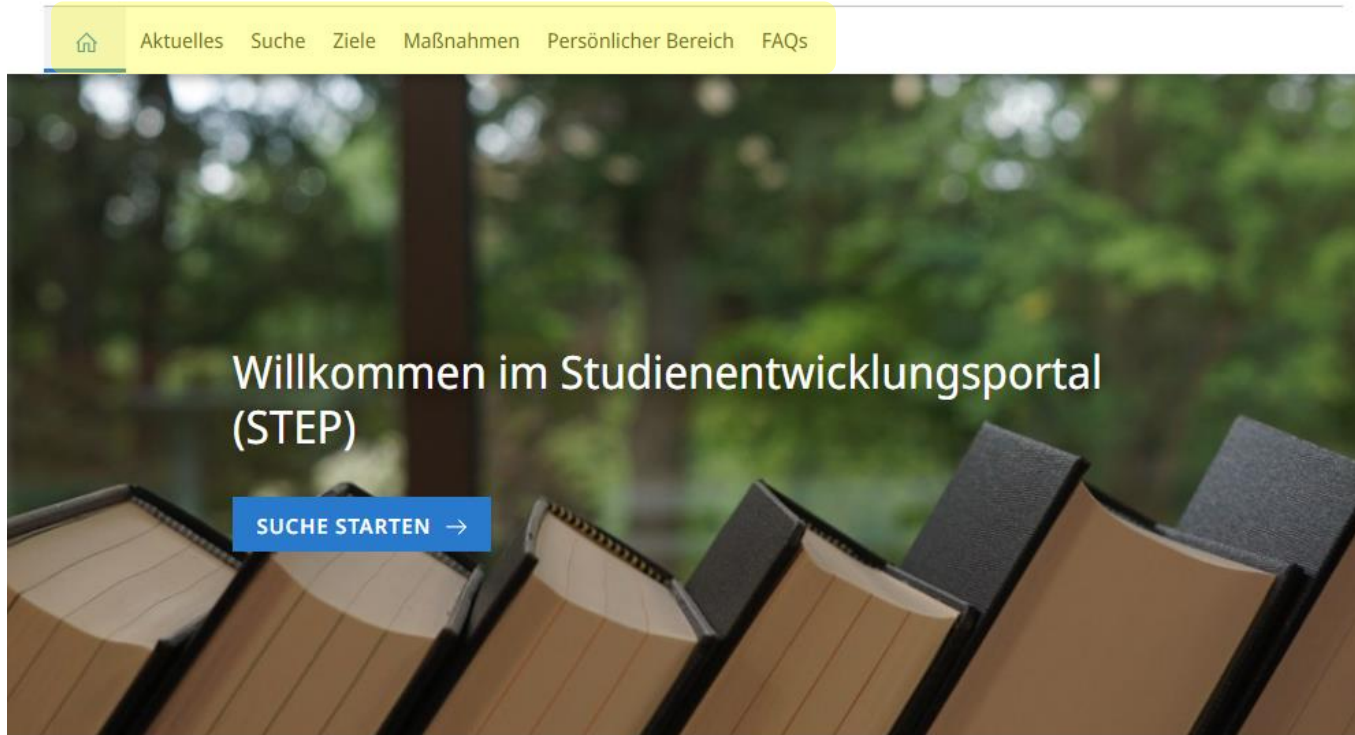 Aktuelles Suche Ziele Maßnahmen Persönlicher Bereich FAQs
Willkommen im Studienentwicklungsportal
(STEP)
SUCHE STARTEN →